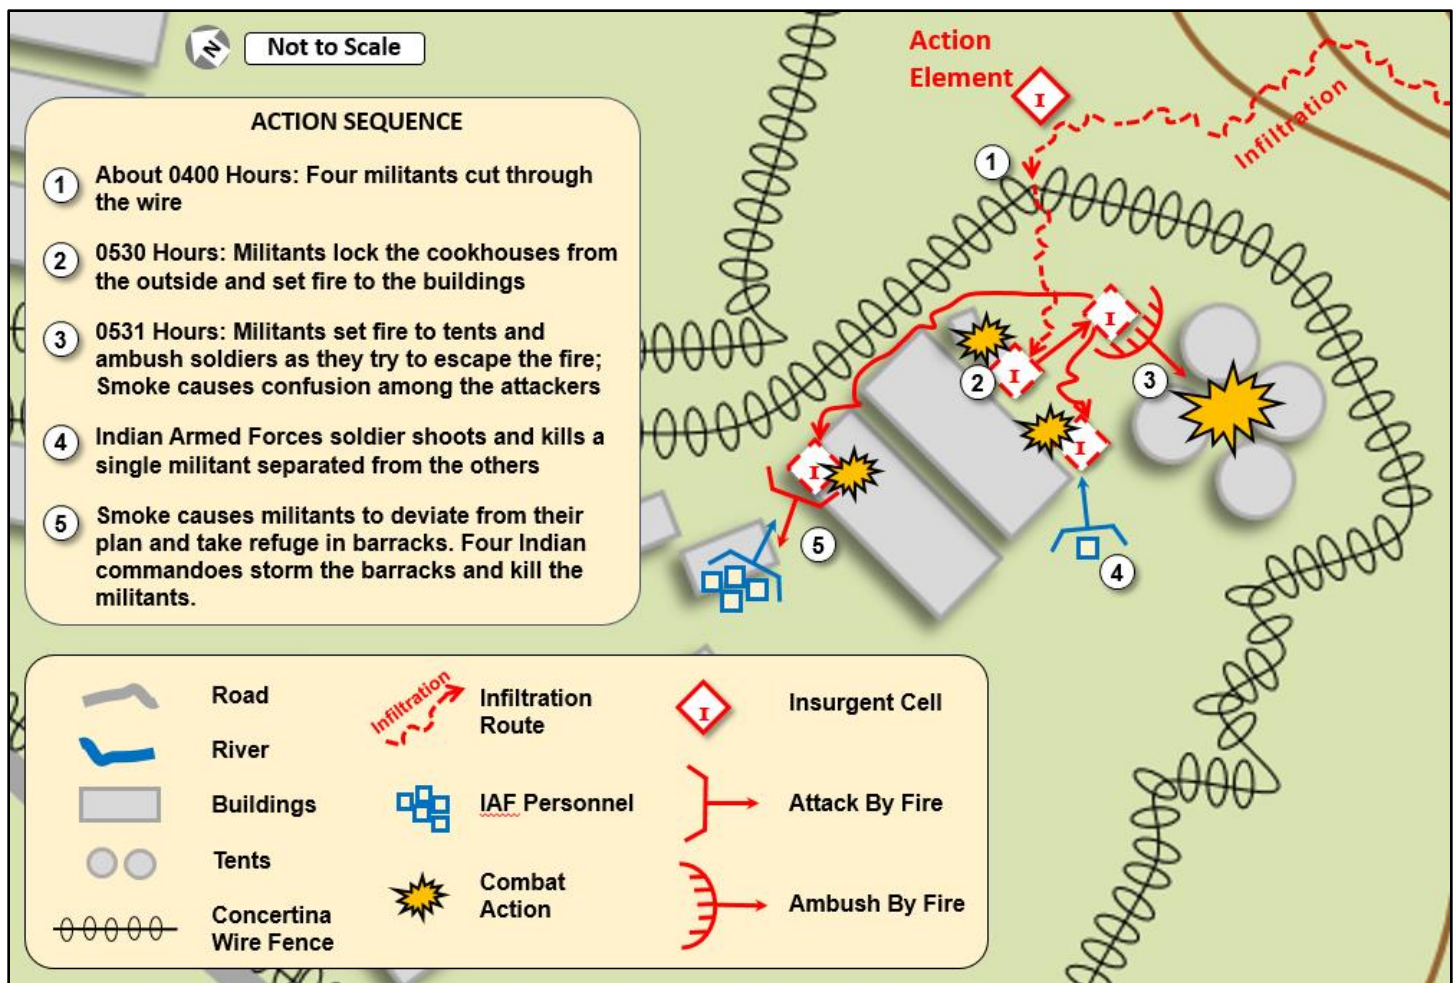 N
Not to Scale
Action
Element
I
Infiltration
ACTION SEQUENCE
1 About 0400 Hours: Four militants cut through
the wire
2 0530 Hours: Militants lock the cookhouses from
the outside and set fire to the buildings
3 0531 Hours: Militants set fire to tents and
ambush soldiers as they try to escape the fire;
Smoke causes confusion among the attackers
4 Indian Armed Forces soldier shoots and kills a
single militant separated from the others
5 Smoke causes militants to deviate from their
plan and take refuge in barracks. Four Indian
commandoes storm the barracks and kill the
militants.
1
I
I
2
3
I
I
5
4
Road
River
Buildings
Tents
Concertina
Wire Fence
Infiltration
Infiltration
Route
IAF Personnel
Combat
Action
I
Insurgent Cell
Attack By Fire
Ambush By Fire